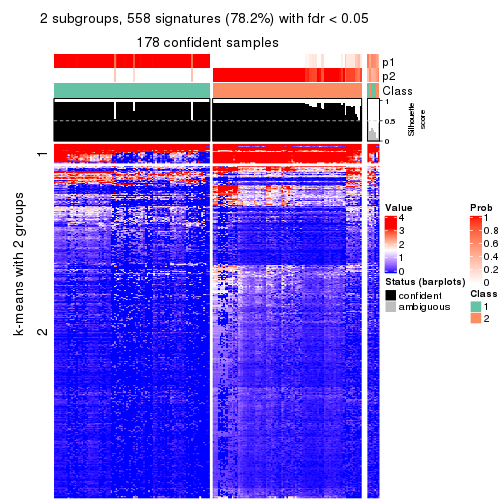 2 subgroups, 558 signatures (78.2%) with fdr < 0.05
178 confident samples
p1
p2
Class
1
0.5
0
Silhouette
score
k-means with 2 groups
1
2
Value
4
3
2
1
0
Prob
1
0.8
0.6
0.4
0.2
0
Status (barplots)
confident
ambiguous
Class
1
2